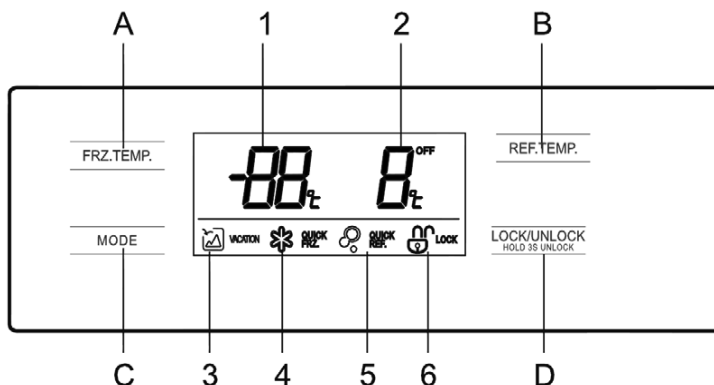 A 1 2 B
FRZ.TEMP.
-88°C
8°C OFF
REF.TEMP.
MODE
VACATION
QUICK
FRZ.
QUICK
REF.
LOCK
LOCK/UNLOCK
HOLD 3S UNLOCK
C 3 4 5 6 D